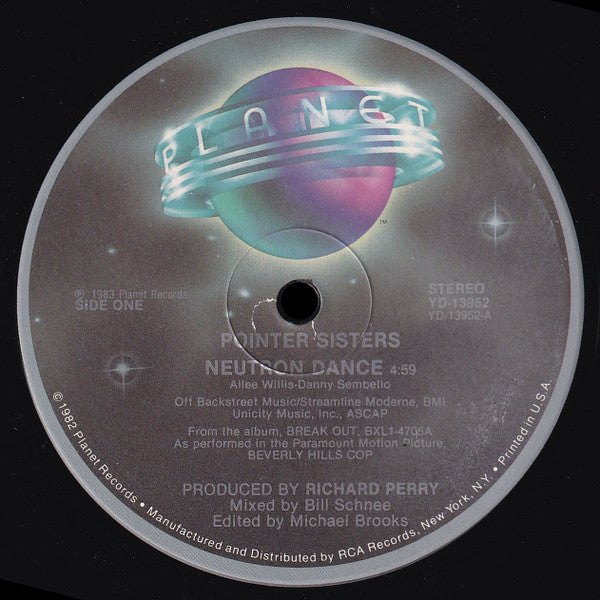 PLANET
™
℗ 1983 Planet Records
SIDE ONE
STEREO
YD-13952
YD-13952-A
POINTER SISTERS
NEUTRON DANCE 4:59
Allee Willis-Danny Sembello
Off Backstreet Music/Streamline Moderne, BMI
Unicity Music, Inc., ASCAP
From the album, BREAK OUT, BXL1-4705A
As performed in the Paramount Motion Picture,
BEVERLY HILLS COP
PRODUCED BY RICHARD PERRY
Mixed by Bill Schnee
Edited by Michael Brooks
© 1982 Planet Records • Manufactured and Distributed by RCA Records, New York, N.Y. • Printed in U.S.A.